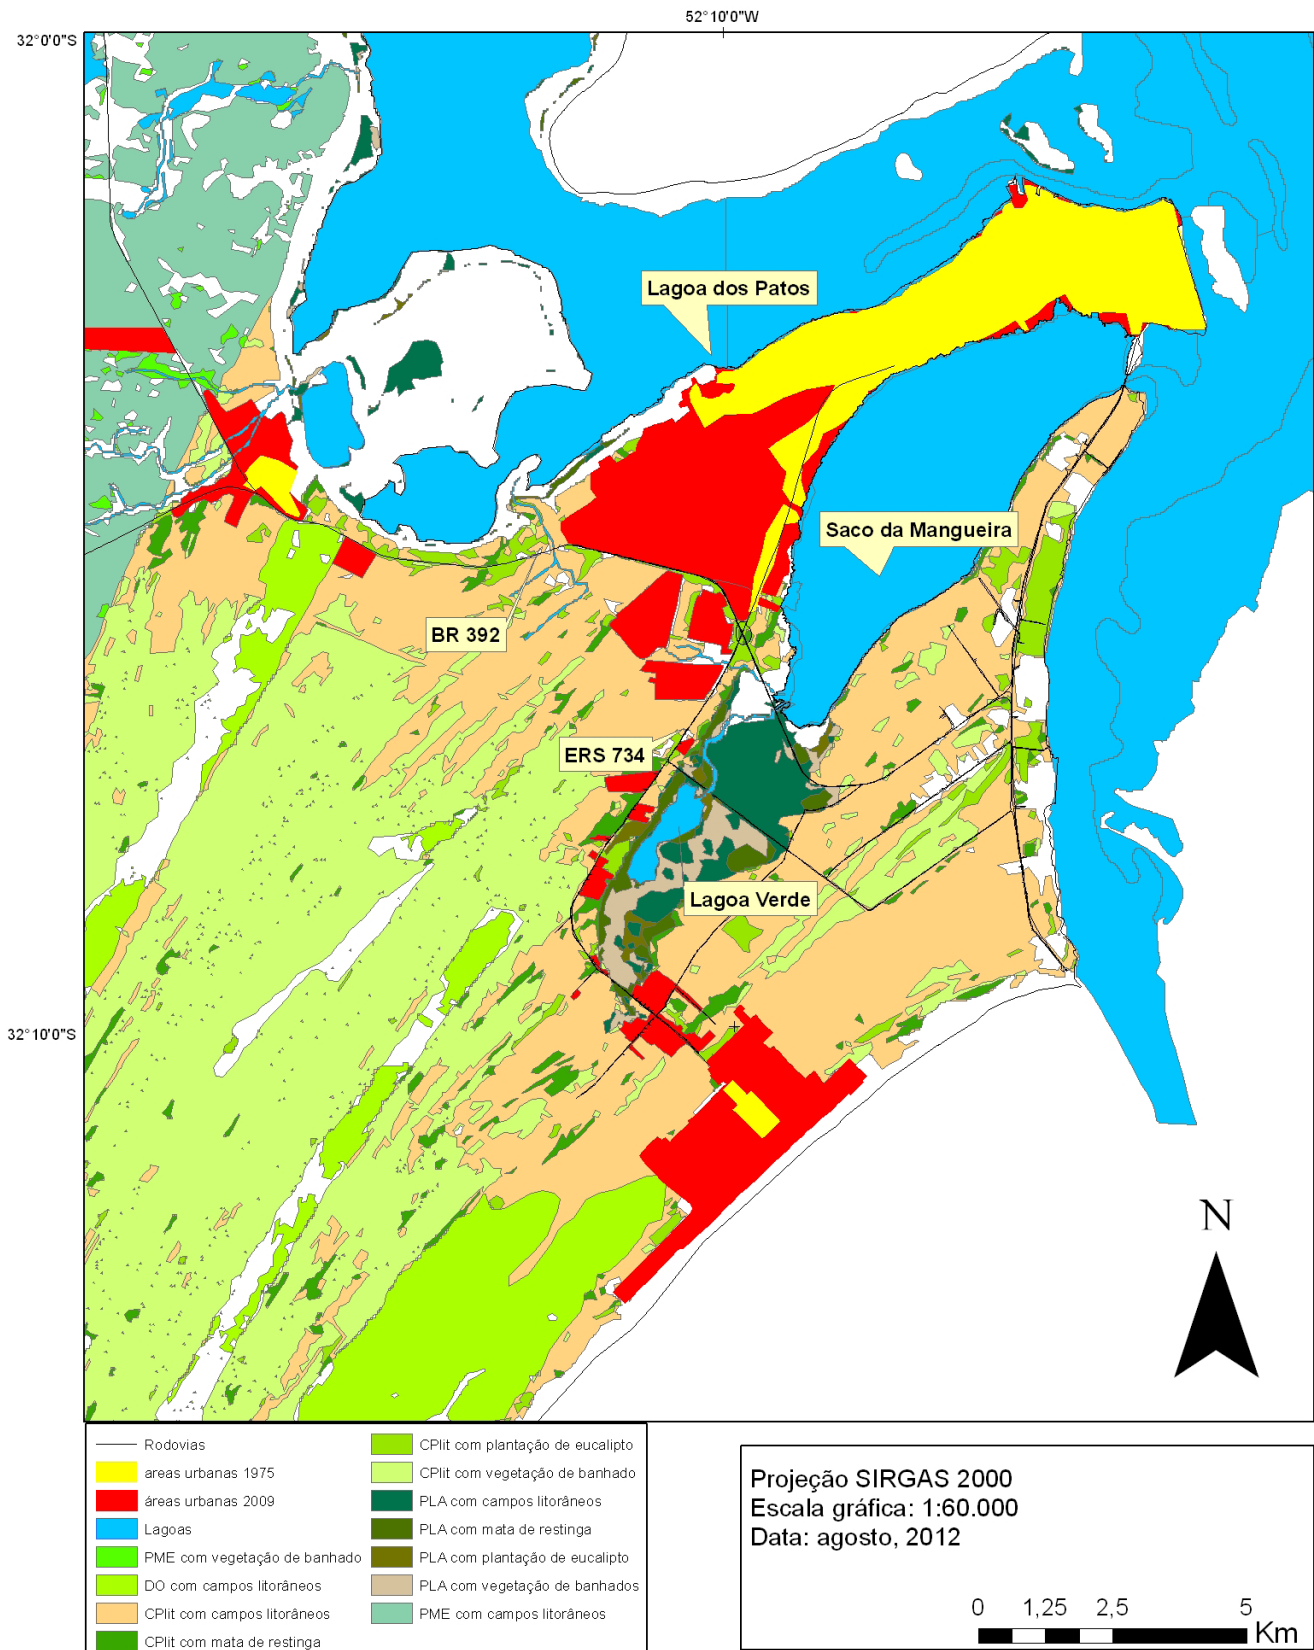 52°10'0"W
32°0'0"S
Lagoa dos Patos
Saco da Mangueira
BR 392
ERS 734
Lagoa Verde
32°10'0"S
N
Rodovias
areas urbanas 1975
áreas urbanas 2009
Lagoas
PME com vegetação de banhado
DO com campos litorâneos
CPlit com campos litorâneos
CPlit com mata de restinga
CPlit com plantação de eucalipto
CPlit com vegetação de banhado
PLA com campos litorâneos
PLA com mata de restinga
PLA com plantação de eucalipto
PLA com vegetação de banhados
PME com campos litorâneos
Projeção SIRGAS 2000
Escala gráfica: 1:60.000
Data: agosto, 2012
0 1,25 2,5 5
Km